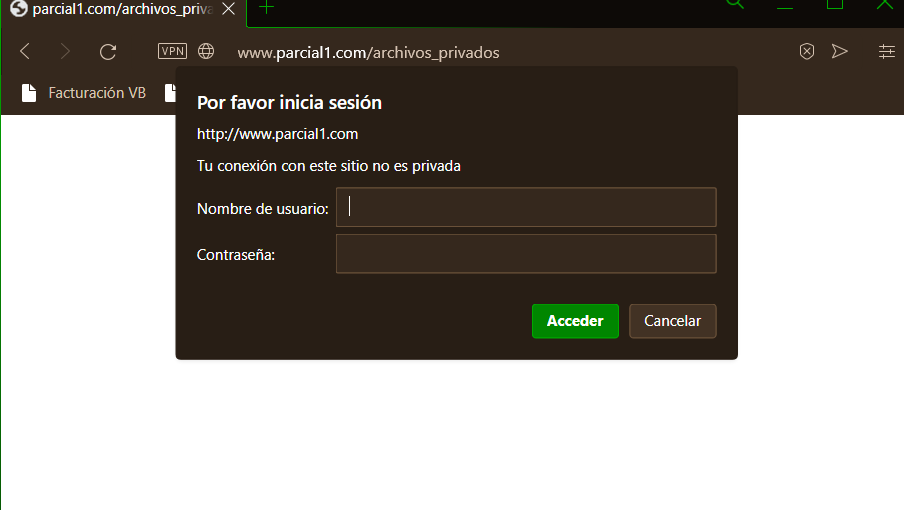 parcial1.com/archivos_priva
VPN
www.parcial1.com/archivos_privados
Facturación VB
Por favor inicia sesión
http://www.parcial1.com
Tu conexión con este sitio no es privada
Nombre de usuario:
Contraseña:
Acceder Cancelar